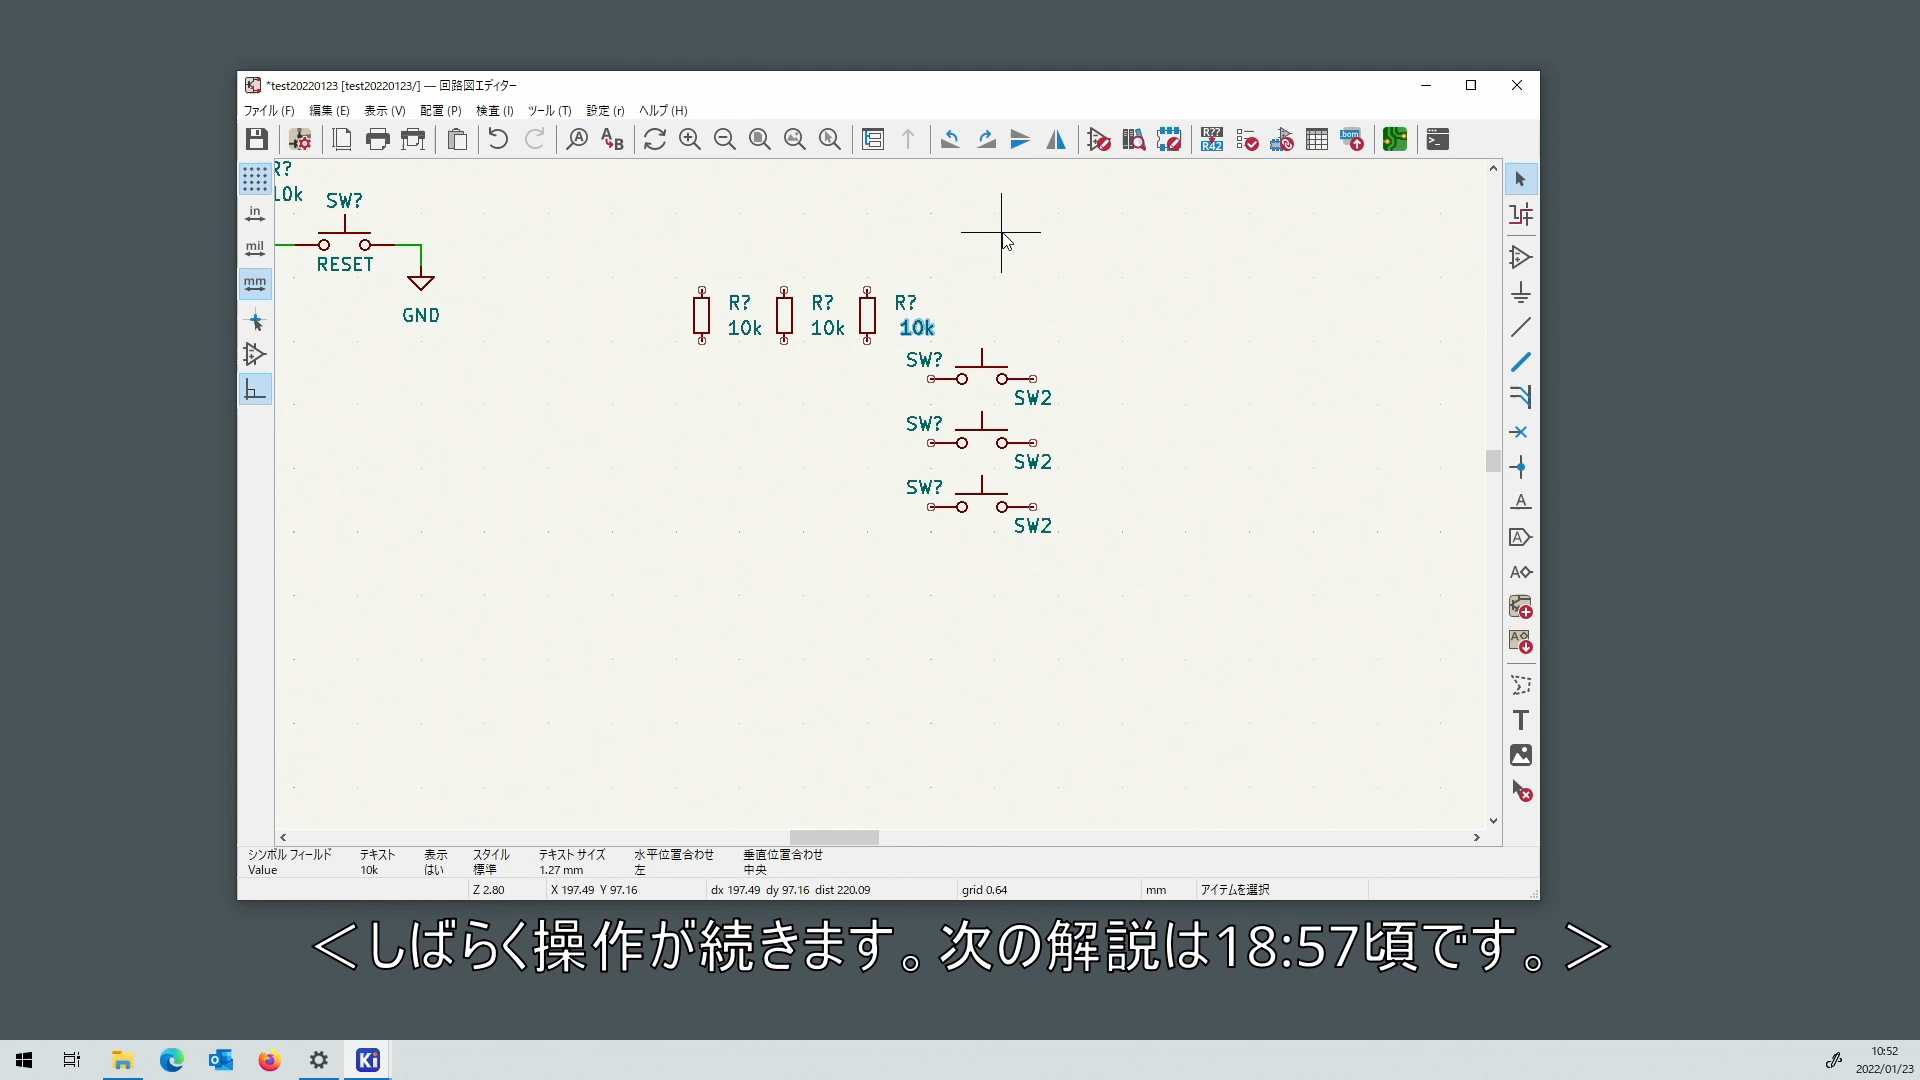 *test20220123 [test20220123/] — 回路図エディター
ファイル (F) 編集 (E) 表示 (V) 配置 (P) 検査 (I) ツール (T) 設定 (r) ヘルプ (H)
R??
R42
.bom
in
mil
mm
R?
10k
SW?
RESET
GND
R? R? R?
10k 10k 10k
SW?
SW2
SW?
SW2
SW?
SW2
シンボル フィールド テキスト 表示 スタイル テキスト サイズ 水平位置合わせ 垂直位置合わせ
Value 10k はい 標準 1.27 mm 左 中央
Z 2.80 X 197.49 Y 97.16 dx 197.49 dy 97.16 dist 220.09 grid 0.64 mm アイテムを選択
＜しばらく操作が続きます。次の解説は18:57頃です。＞
Ki
10:52
2022/01/23